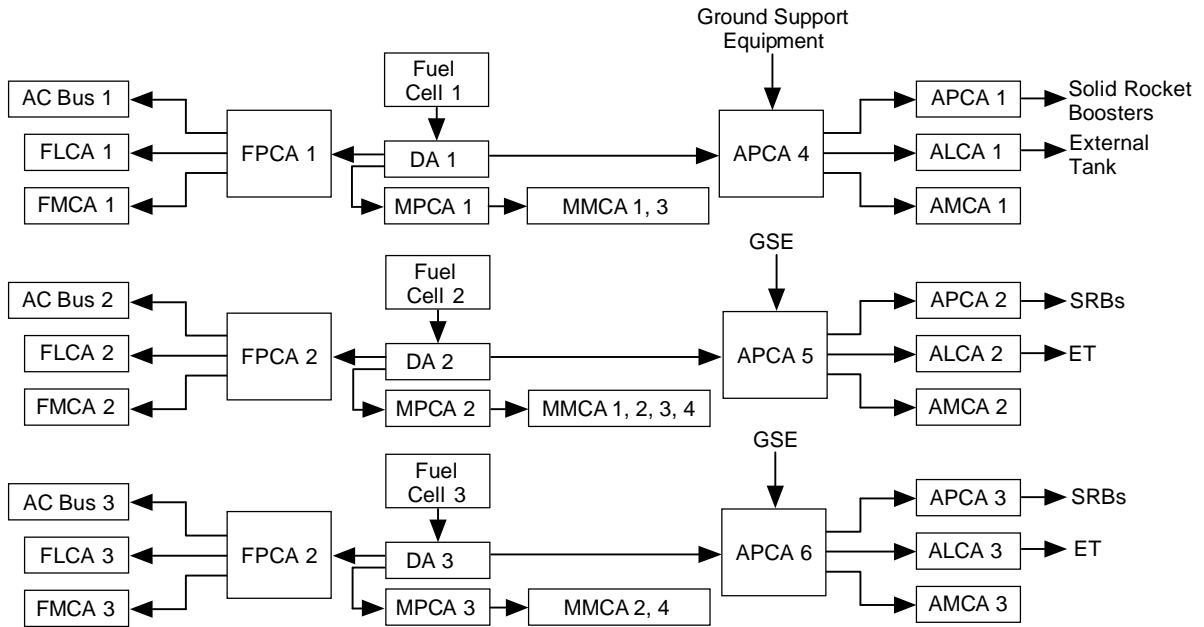 Ground Support
Equipment
Fuel
Cell 1
AC Bus 1
APCA 1
Solid Rocket
Boosters
FLCA 1
FPCA 1
DA 1
APCA 4
ALCA 1
External
Tank
FMCA 1
MPCA 1
MMCA 1, 3
AMCA 1
GSE
Fuel
Cell 2
AC Bus 2
APCA 2
SRBs
FLCA 2
FPCA 2
DA 2
APCA 5
ALCA 2
ET
FMCA 2
MPCA 2
MMCA 1, 2, 3, 4
AMCA 2
GSE
Fuel
Cell 3
AC Bus 3
APCA 3
SRBs
FLCA 3
FPCA 2
DA 3
APCA 6
ALCA 3
ET
FMCA 3
MPCA 3
MMCA 2, 4
AMCA 3